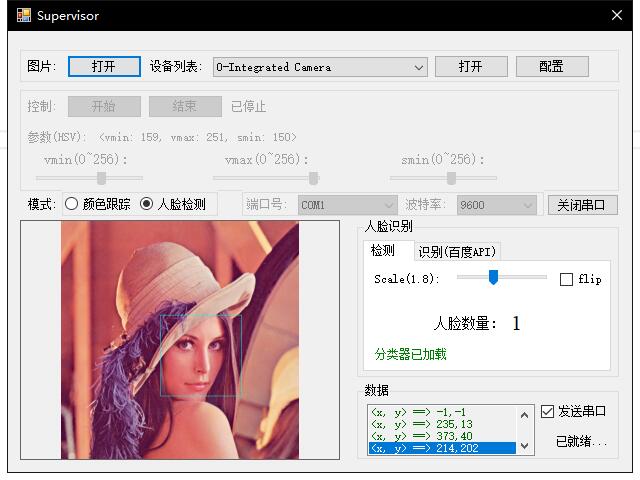 Supervisor
图片: 打开 设备列表: 0-Integrated Camera 打开 配置
控制: 开始 结束 已停止
参数(HSV): <vmin: 159, vmax: 251, smin: 150>
vmin(0~256): vmax(0~256): smin(0~256):
模式: 颜色跟踪 人脸检测 端口号: COM1 波特率: 9600 关闭串口
人脸识别
检测 识别(百度API)
Scale(1.8): flip
人脸数量: 1
分类器已加载
数据
<x, y> ==> -1,-1
<x, y> ==> 235,13
<x, y> ==> 373,40
<x, y> ==> 214,202
发送串口
已就绪...